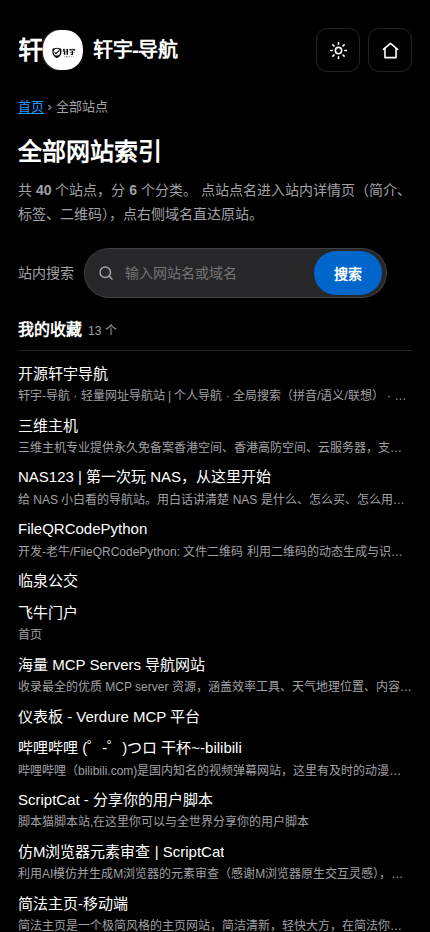 轩 轩宇-导航
首页 › 全部站点
全部网站索引
共 40 个站点，分 6 个分类。 点站点名进入站内详情页（简介、
标签、二维码），点右侧域名直达原站。
站内搜索 输入网站名或域名 搜索
我的收藏 13 个
开源轩宇导航
轩宇-导航 · 轻量网址导航站 | 个人导航 · 全局搜索（拼音/语义/联想） · ...
三维主机
三维主机专业提供永久免备案香港空间、香港高防空间、云服务器，支...
NAS123 | 第一次玩 NAS，从这里开始
给 NAS 小白看的导航站。用白话讲清楚 NAS 是什么、怎么买、怎么用...
FileQRCodePython
开发-老牛/FileQRCodePython: 文件二维码 利用二维码的动态生成与识...
临泉公交
飞牛门户
首页
海量 MCP Servers 导航网站
收录最全的优质 MCP server 资源，涵盖效率工具、天气地理位置、内容...
仪表板 - Verdure MCP 平台
哔哩哔哩 (゜-゜)つロ 干杯~-bilibili
哔哩哔哩（bilibili.com)是国内知名的视频弹幕网站，这里有及时的动漫...
ScriptCat - 分享你的用户脚本
脚本猫脚本站,在这里你可以与全世界分享你的用户脚本
仿M浏览器元素审查 | ScriptCat
利用AI模仿并生成M浏览器的元素审查（感谢M浏览器原生交互灵感），...
简法主页-移动端
简法主页是一个极简风格的主页网站，简洁清新，轻快大方，在简法你...